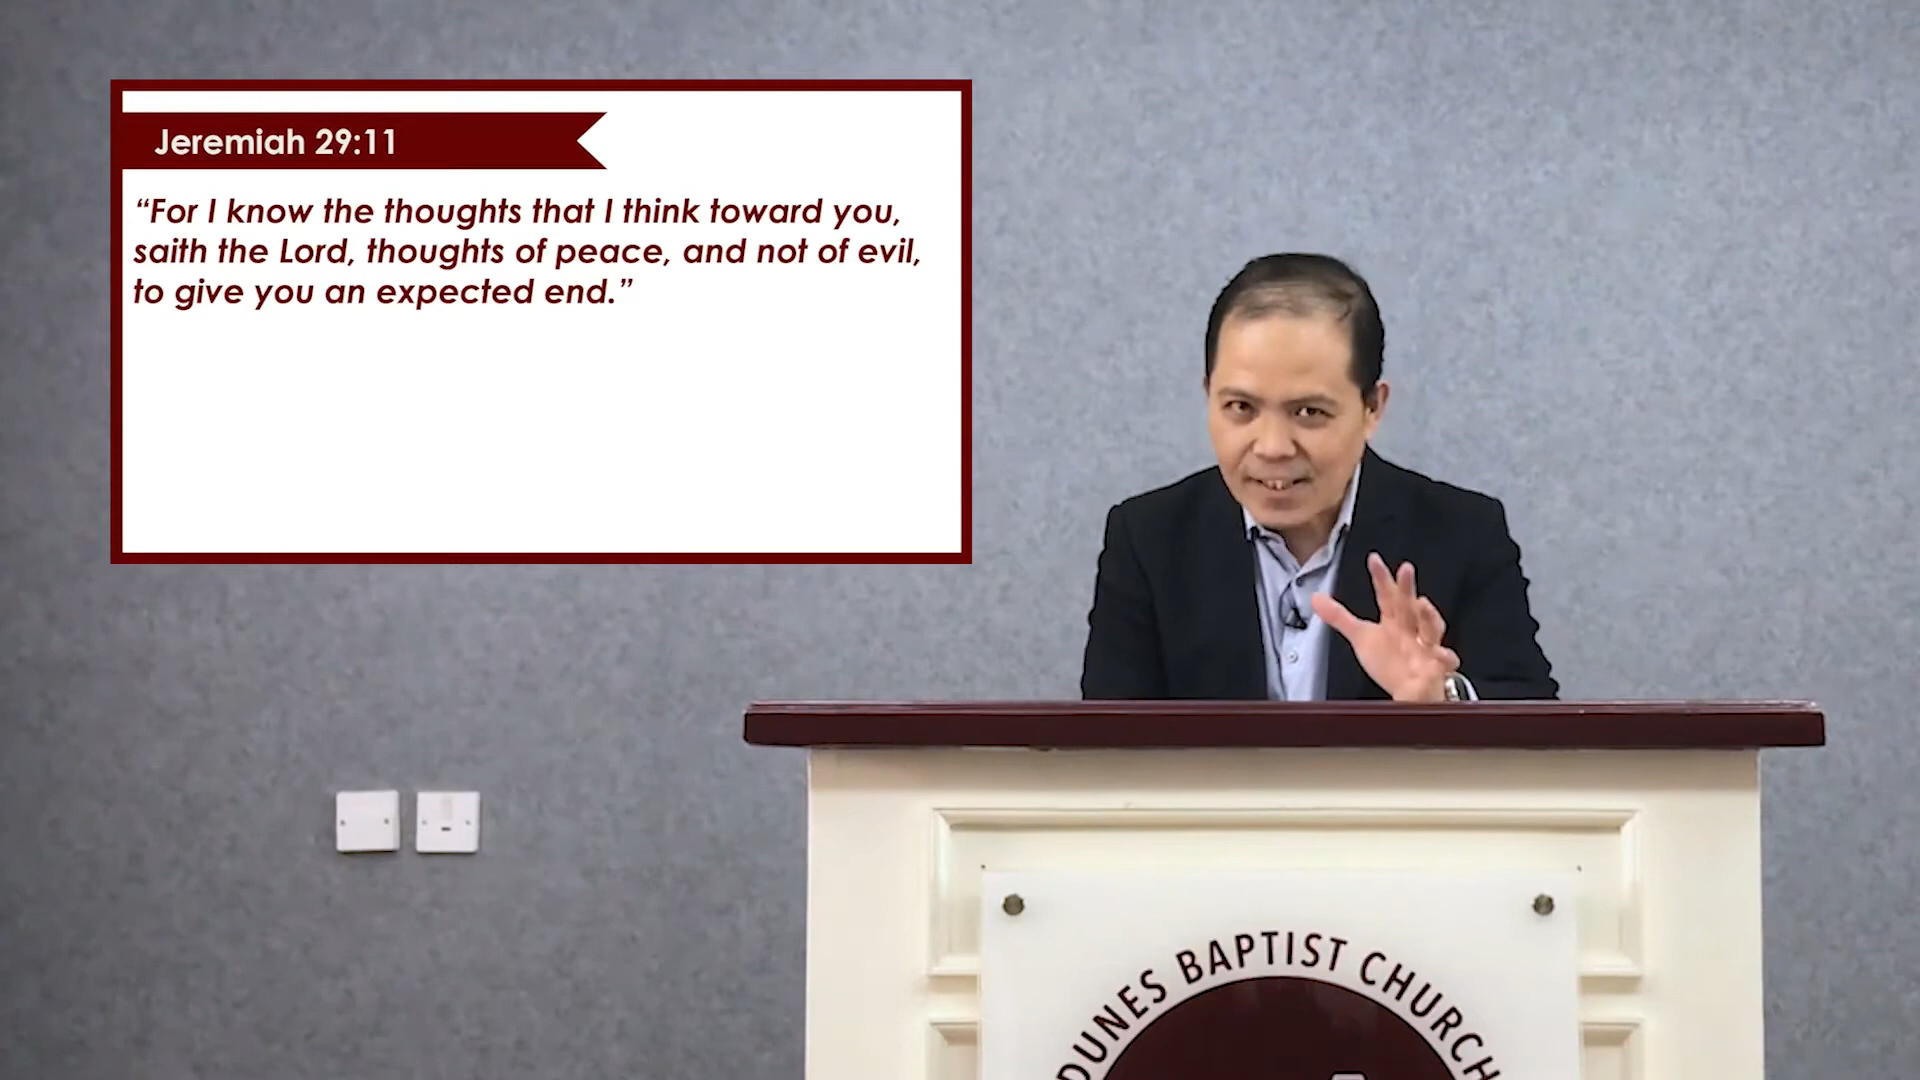 Jeremiah 29:11
“For I know the thoughts that I think toward you,
saith the Lord, thoughts of peace, and not of evil,
to give you an expected end.”
DUNES BAPTIST CHURCH